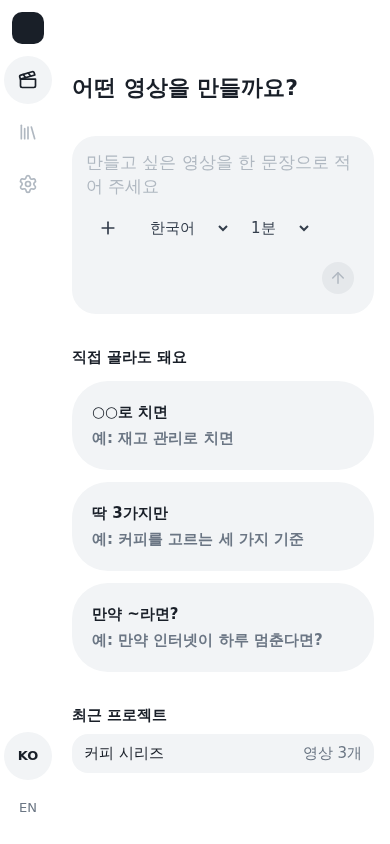 어떤 영상을 만들까요?
만들고 싶은 영상을 한 문장으로 적
어 주세요
한국어
1분
직접 골라도 돼요
○○로 치면
예: 재고 관리로 치면
딱 3가지만
예: 커피를 고르는 세 가지 기준
만약 ~라면?
예: 만약 인터넷이 하루 멈춘다면?
최근 프로젝트
커피 시리즈
영상 3개
KO
EN